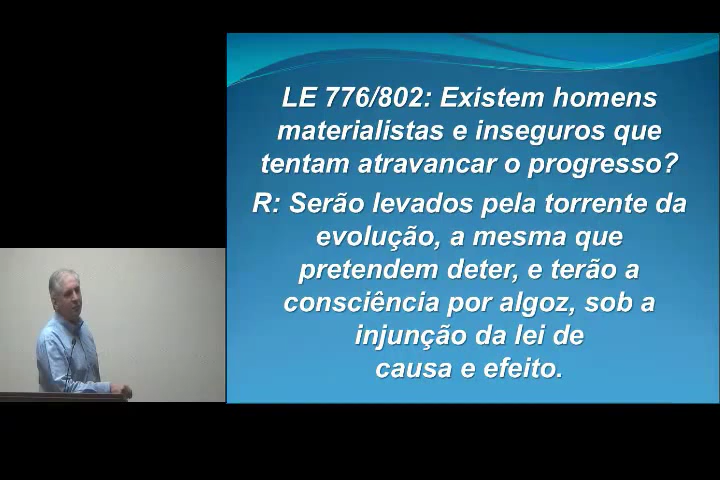 LE 776/802: Existem homens
materialistas e inseguros que
tentam atravancar o progresso?
R: Serão levados pela torrente da
evolução, a mesma que
pretendem deter, e terão a
consciência por algoz, sob a
injunção da lei de
causa e efeito.